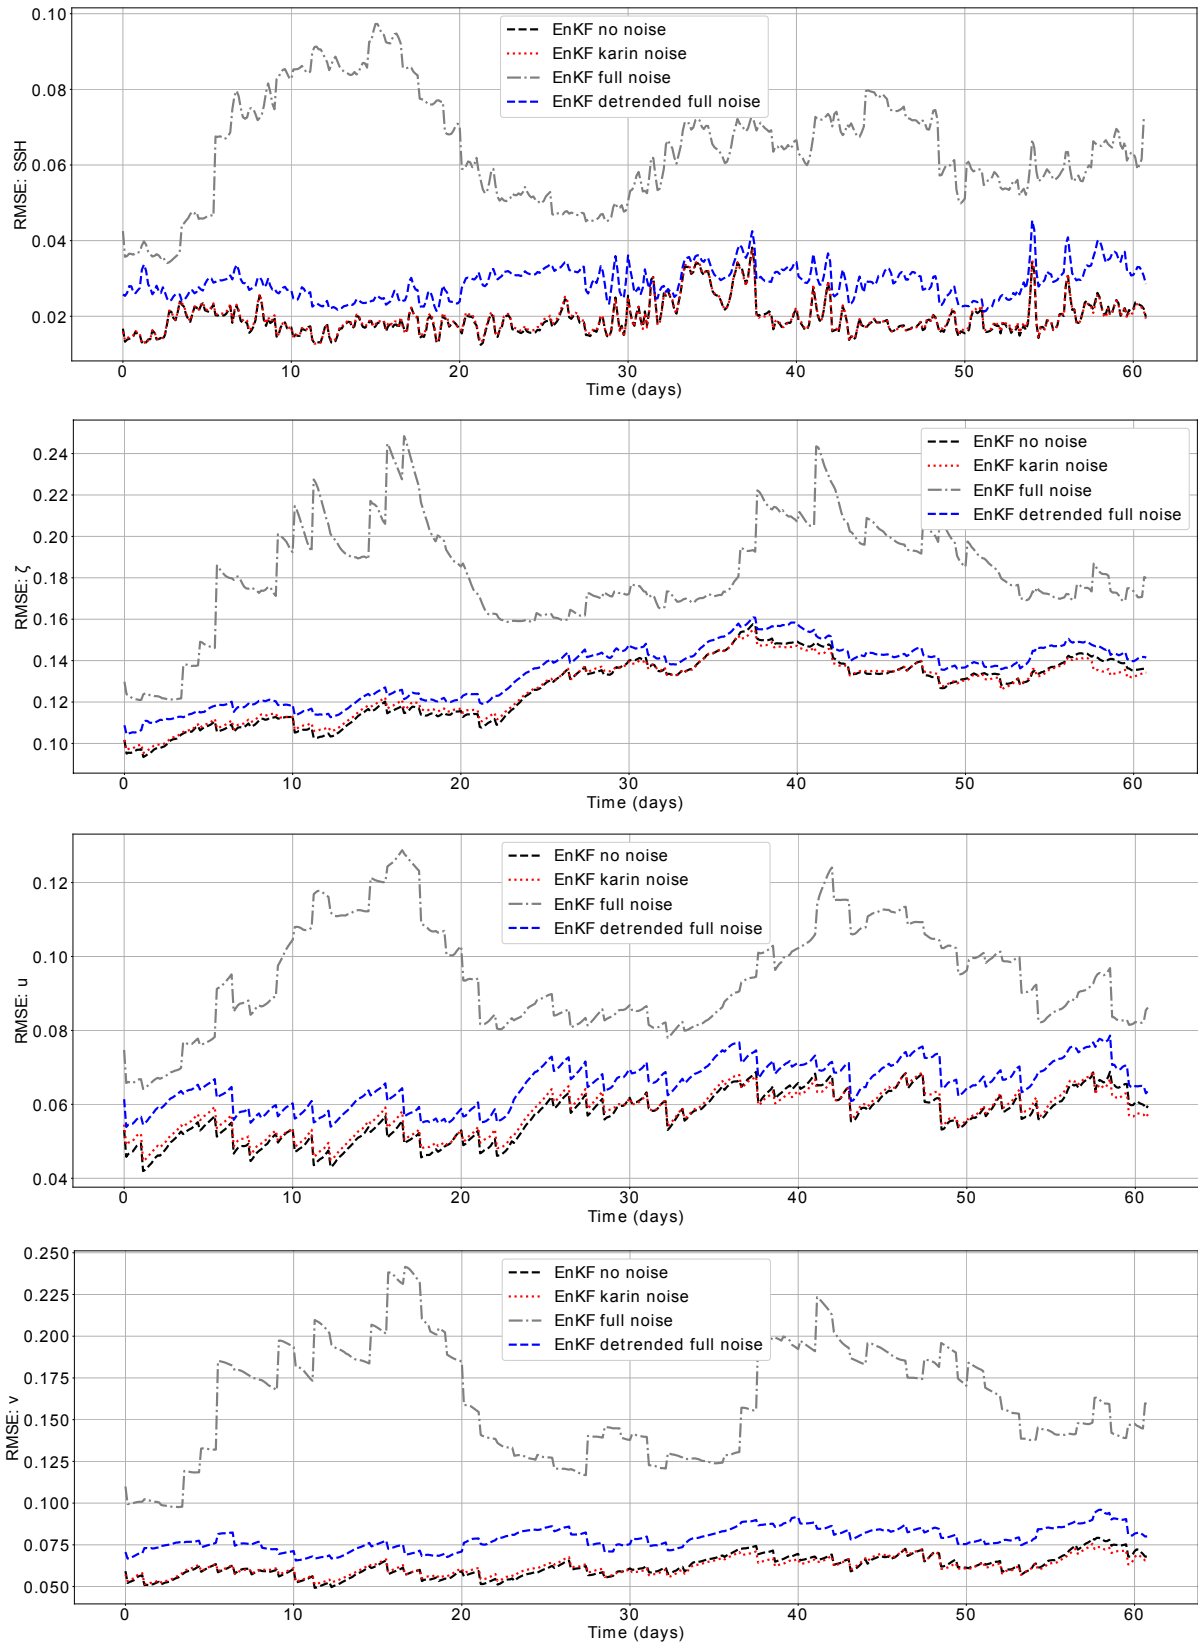 0.10
0.08
0.06
0.04
0.02
RMSE: SSH
EnKF no noise
EnKF karin noise
EnKF full noise
EnKF detrended full noise
0 10 20 30 40 50 60
Time (days)
0.24
0.22
0.20
0.18
0.16
0.14
0.12
0.10
RMSE: ζ
EnKF no noise
EnKF karin noise
EnKF full noise
EnKF detrended full noise
0 10 20 30 40 50 60
Time (days)
0.12
0.10
0.08
0.06
0.04
RMSE: u
EnKF no noise
EnKF karin noise
EnKF full noise
EnKF detrended full noise
0 10 20 30 40 50 60
Time (days)
0.250
0.225
0.200
0.175
0.150
0.125
0.100
0.075
0.050
RMSE: v
EnKF no noise
EnKF karin noise
EnKF full noise
EnKF detrended full noise
0 10 20 30 40 50 60
Time (days)